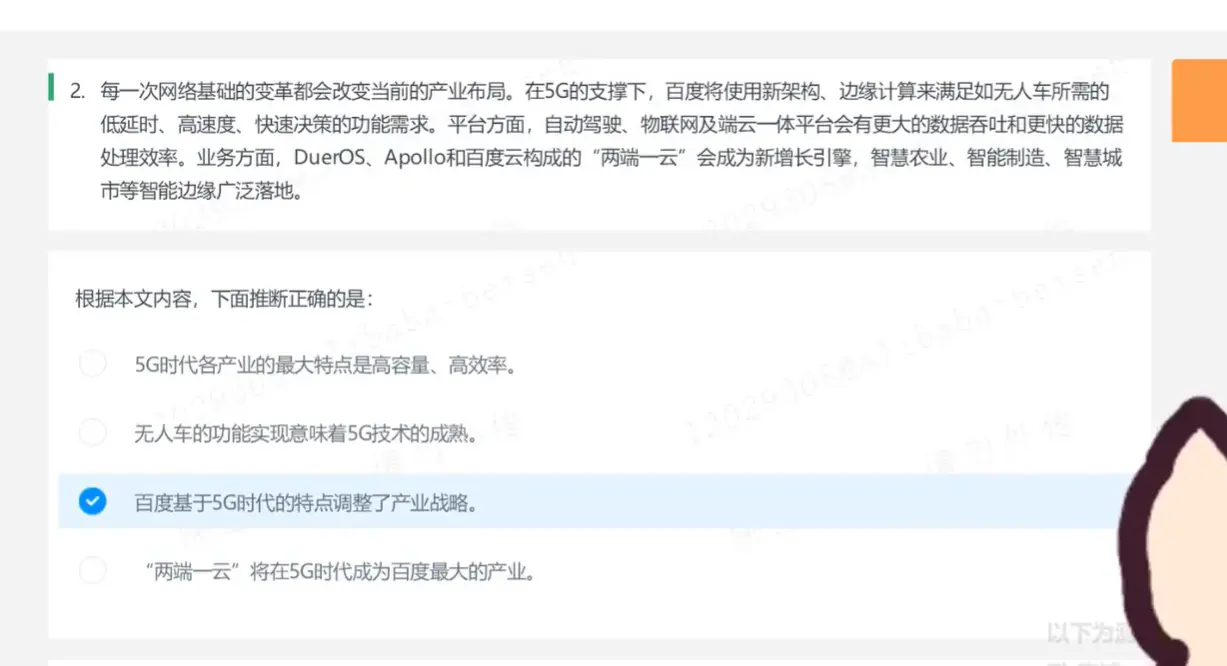 2. 每一次网络基础的变革都会改变当前的产业布局。在5G的支撑下，百度将使用新架构、边缘计算来满足如无人车所需的
低延时、高速度、快速决策的功能需求。平台方面，自动驾驶、物联网及端云一体平台会有更大的数据吞吐和更快的数据
处理效率。业务方面，DuerOS、Apollo和百度云构成的“两端一云”会成为新增长引擎，智慧农业、智能制造、智慧城
市等智能边缘广泛落地。
根据本文内容，下面推断正确的是：
5G时代各产业的最大特点是高容量、高效率。
无人车的功能实现意味着5G技术的成熟。
百度基于5G时代的特点调整了产业战略。
“两端一云”将在5G时代成为百度最大的产业。
以下为